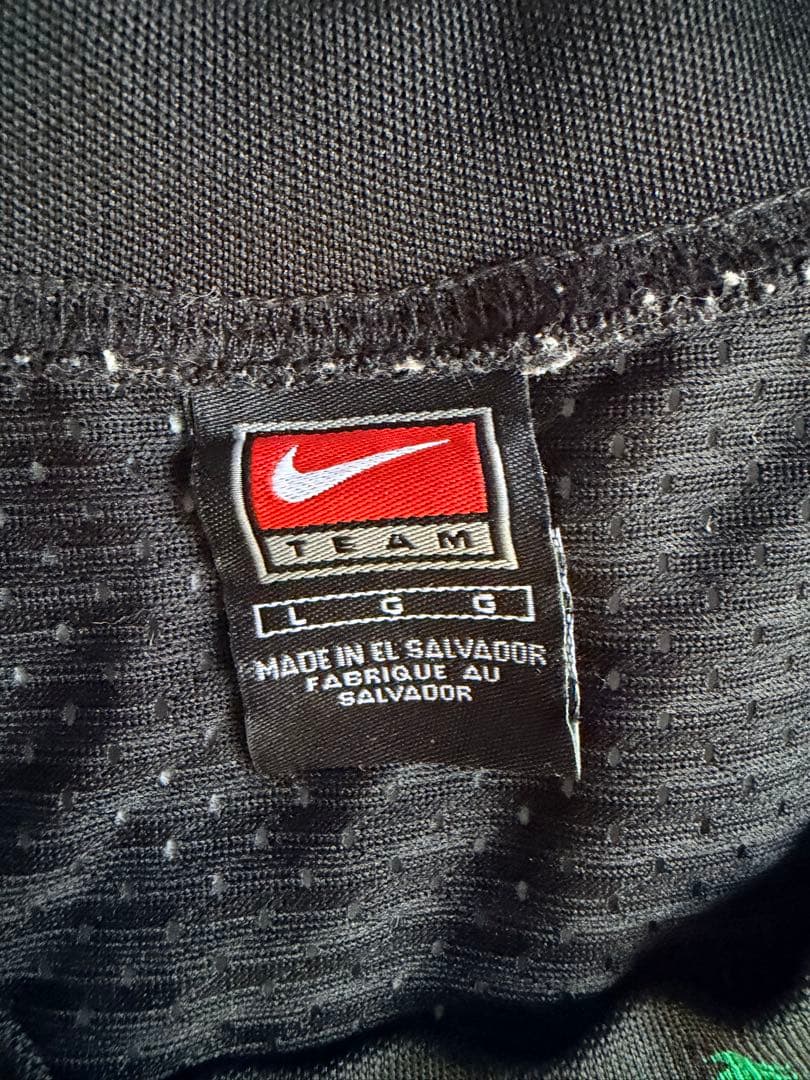 TEAM
L G G
MADE IN EL SALVADOR
FABRIQUE AU
SALVADOR